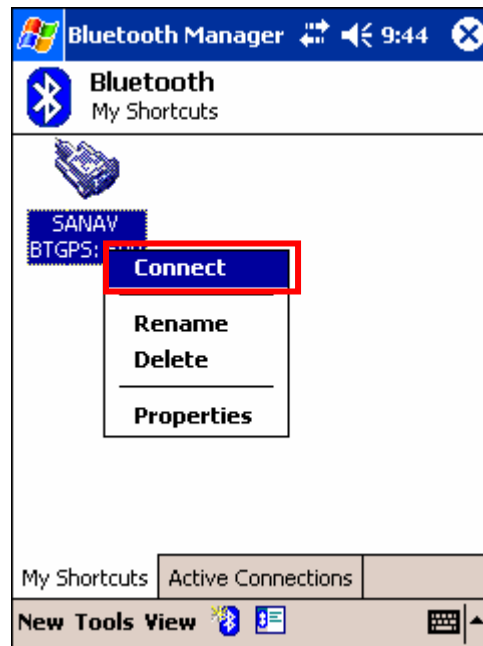 Bluetooth Manager 9:44
Bluetooth
My Shortcuts
SANAV
BTGPS:
Connect
Rename
Delete
Properties
My Shortcuts Active Connections
New Tools View